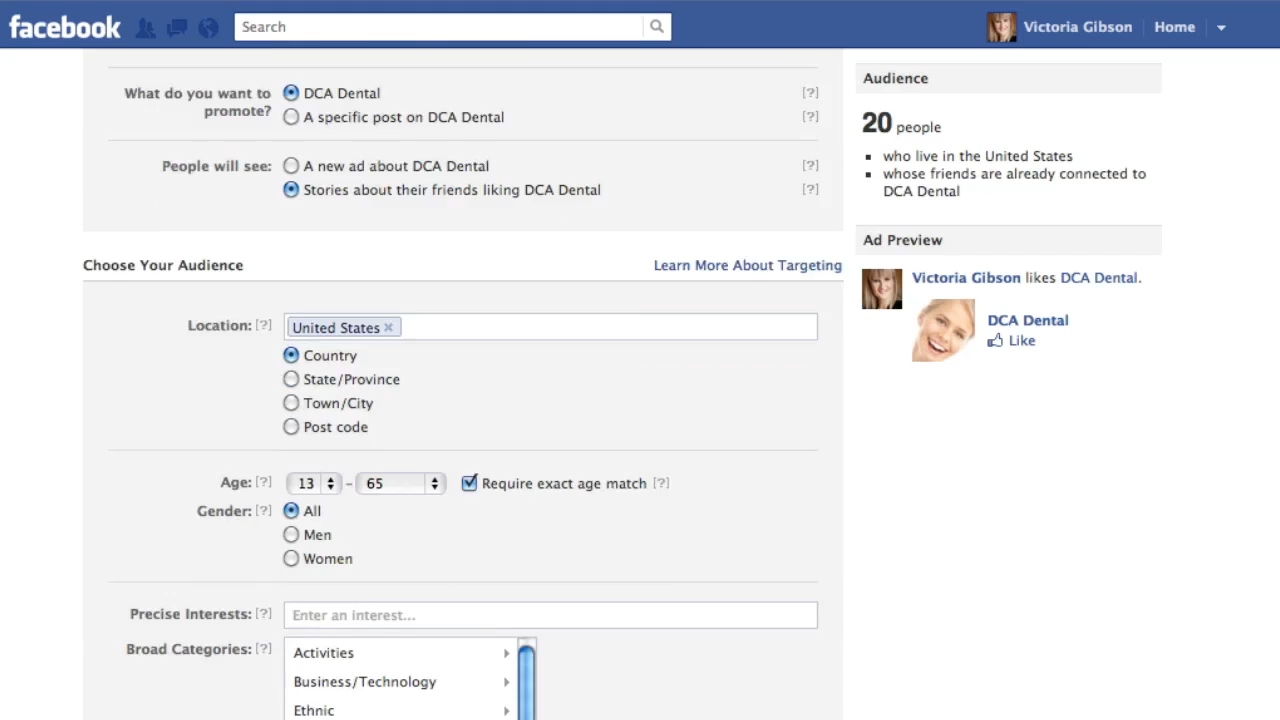 facebook
Search
Victoria Gibson
Home
What do you want to
promote?
DCA Dental [?]
A specific post on DCA Dental [?]
People will see:
A new ad about DCA Dental [?]
Stories about their friends liking DCA Dental [?]
Choose Your Audience
Learn More About Targeting
Location: [?]
United States
Country
State/Province
Town/City
Post code
Age: [?]
13 – 65
Require exact age match [?]
Gender: [?]
All
Men
Women
Precise Interests: [?]
Enter an interest...
Broad Categories: [?]
Activities
Business/Technology
Ethnic
Audience
20 people
who live in the United States
whose friends are already connected to
DCA Dental
Ad Preview
Victoria Gibson likes DCA Dental.
DCA Dental
Like